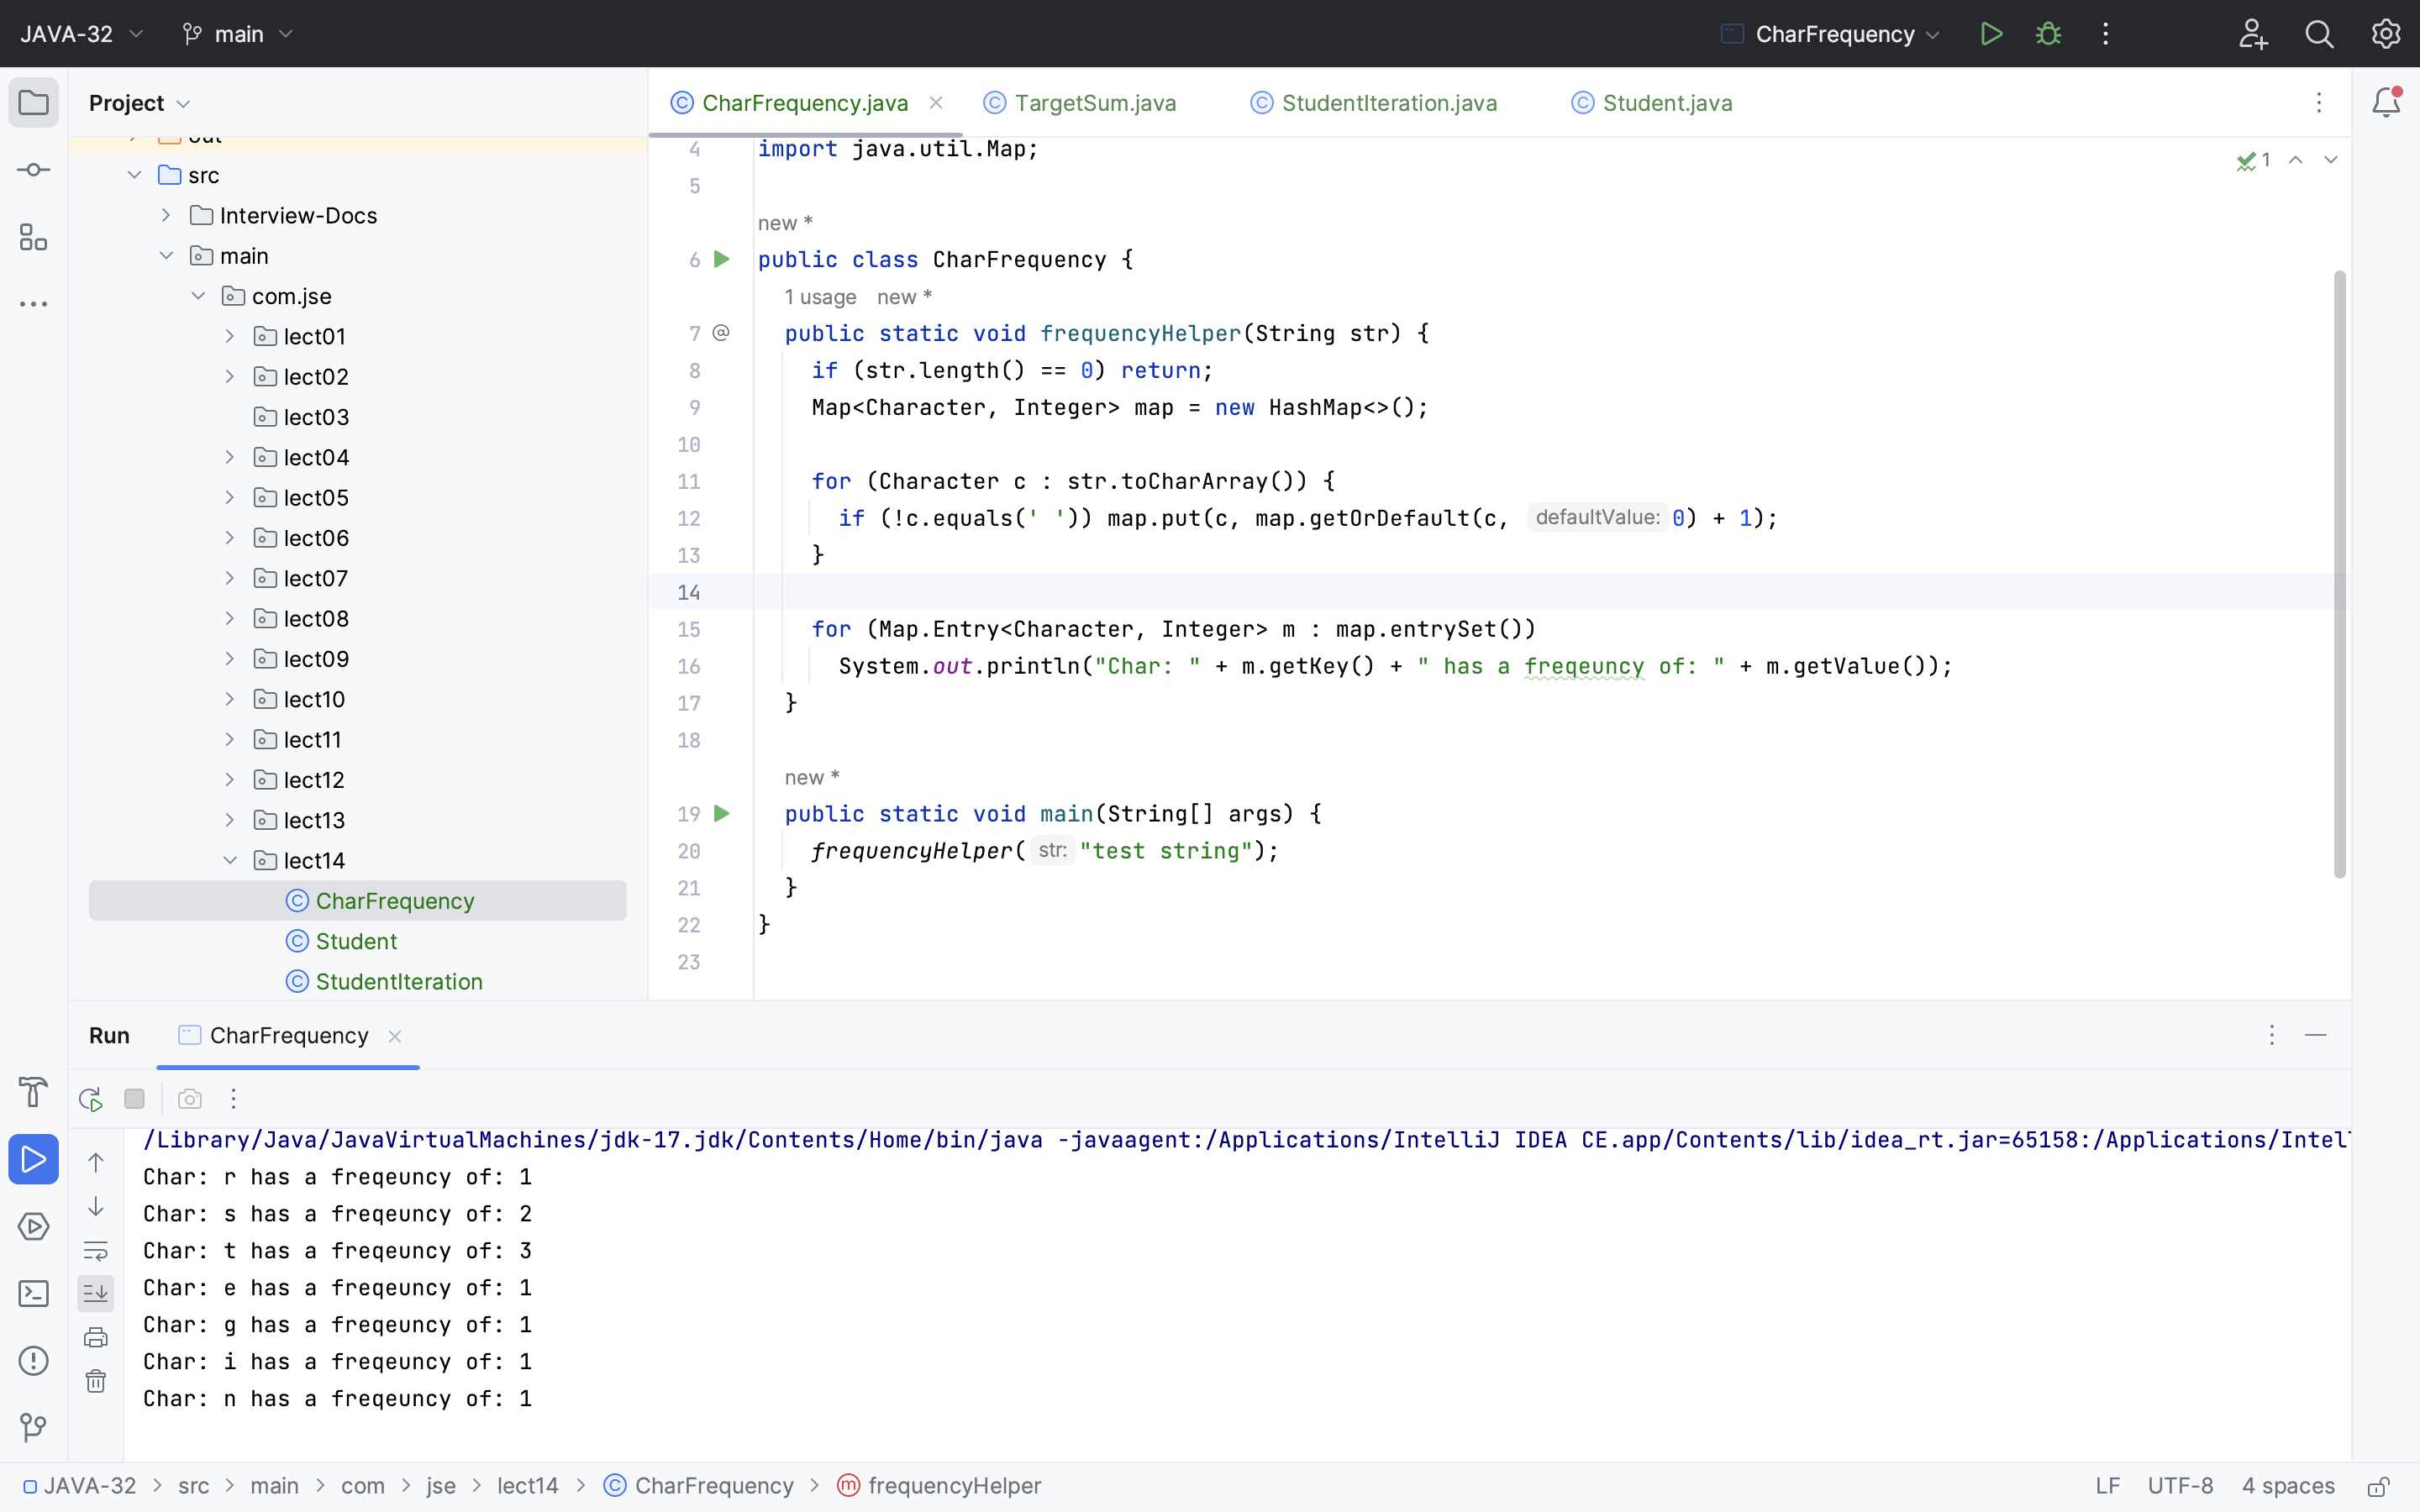 JAVA-32 main CharFrequency
Project
CharFrequency.java TargetSum.java StudentIteration.java Student.java
out
src
Interview-Docs
main
com.jse
lect01
lect02
lect03
lect04
lect05
lect06
lect07
lect08
lect09
lect10
lect11
lect12
lect13
lect14
CharFrequency
Student
StudentIteration
1
4 import java.util.Map;
5
new *
6 public class CharFrequency {
1 usage new *
7 @ public static void frequencyHelper(String str) {
8 if (str.length() == 0) return;
9 Map<Character, Integer> map = new HashMap<>();
10
11 for (Character c : str.toCharArray()) {
12 if (!c.equals(' ')) map.put(c, map.getOrDefault(c, defaultValue: 0) + 1);
13 }
14
15 for (Map.Entry<Character, Integer> m : map.entrySet())
16 System.out.println("Char: " + m.getKey() + " has a freqeuncy of: " + m.getValue());
17 }
18
new *
19 public static void main(String[] args) {
20 frequencyHelper( str: "test string");
21 }
22 }
23
Run CharFrequency
/Library/Java/JavaVirtualMachines/jdk-17.jdk/Contents/Home/bin/java -javaagent:/Applications/IntelliJ IDEA CE.app/Contents/lib/idea_rt.jar=65158:/Applications/Intel
Char: r has a freqeuncy of: 1
Char: s has a freqeuncy of: 2
Char: t has a freqeuncy of: 3
Char: e has a freqeuncy of: 1
Char: g has a freqeuncy of: 1
Char: i has a freqeuncy of: 1
Char: n has a freqeuncy of: 1
JAVA-32 > src > main > com > jse > lect14 > CharFrequency > frequencyHelper LF UTF-8 4 spaces